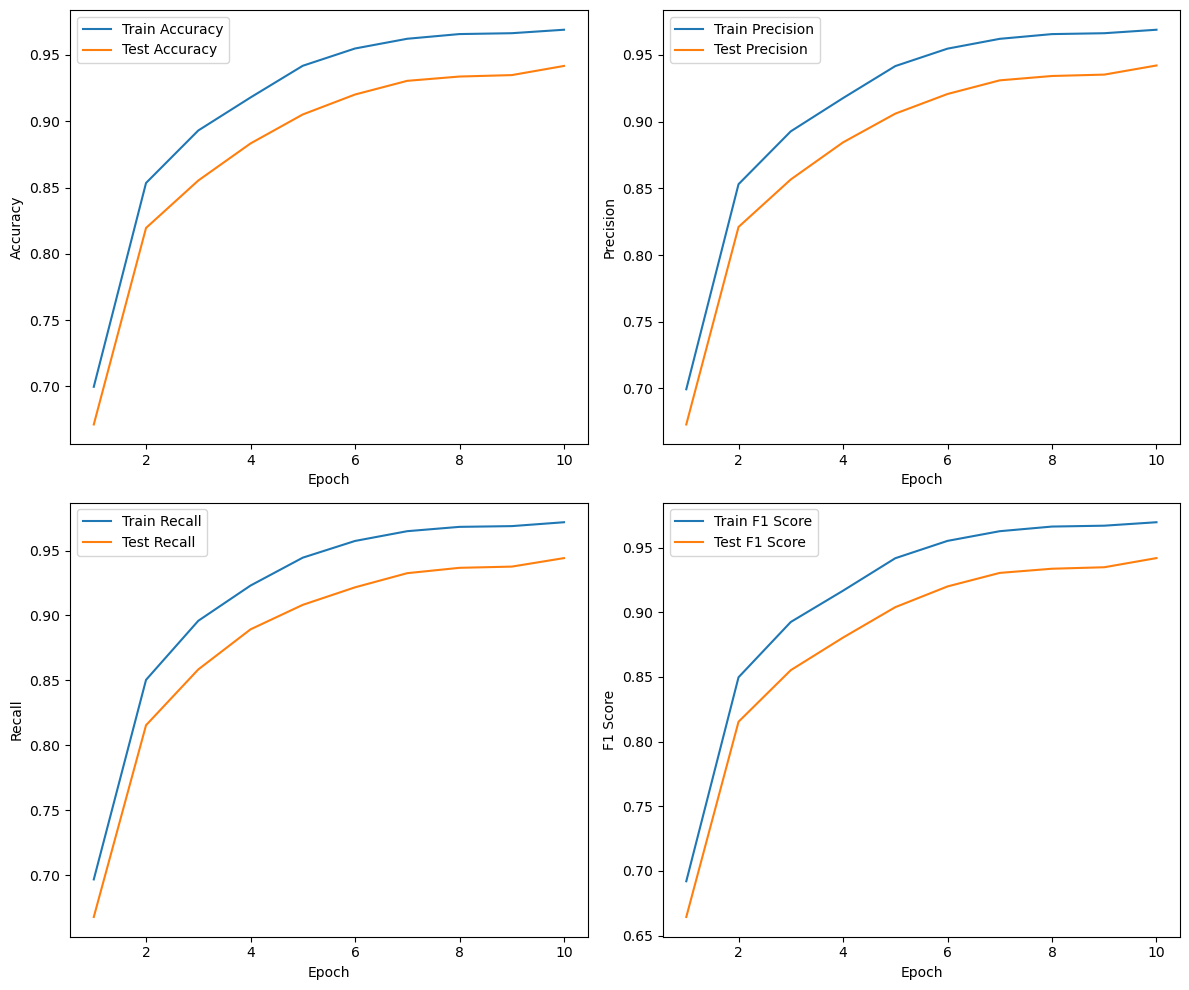 Train Accuracy
Test Accuracy
0.95
0.90
0.85
0.80
0.75
0.70
Accuracy
2 4 6 8 10
Epoch
Train Precision
Test Precision
0.95
0.90
0.85
0.80
0.75
0.70
Precision
2 4 6 8 10
Epoch
Train Recall
Test Recall
0.95
0.90
0.85
0.80
0.75
0.70
Recall
2 4 6 8 10
Epoch
Train F1 Score
Test F1 Score
0.95
0.90
0.85
0.80
0.75
0.70
0.65
F1 Score
2 4 6 8 10
Epoch